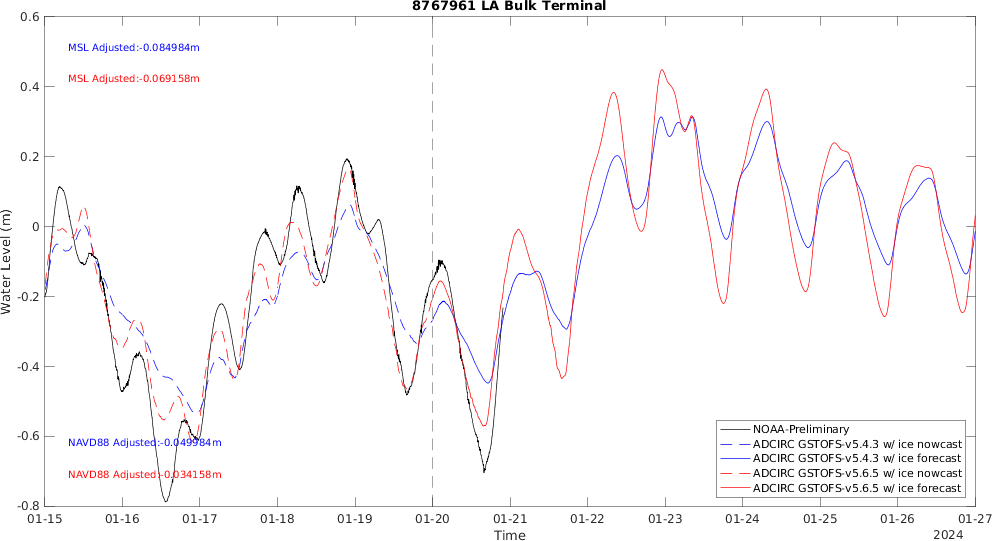 8767961 LA Bulk Terminal
0.6
MSL Adjusted:-0.084984m
MSL Adjusted:-0.069158m
0.4
0.2
0
-0.2
-0.4
-0.6
-0.8
Water Level (m)
NAVD88 Adjusted:-0.049984m
NAVD88 Adjusted:-0.034158m
NOAA-Preliminary
ADCIRC GSTOFS-v5.4.3 w/ ice nowcast
ADCIRC GSTOFS-v5.4.3 w/ ice forecast
ADCIRC GSTOFS-v5.6.5 w/ ice nowcast
ADCIRC GSTOFS-v5.6.5 w/ ice forecast
01-15 01-16 01-17 01-18 01-19 01-20 01-21 01-22 01-23 01-24 01-25 01-26 01-27
Time
2024